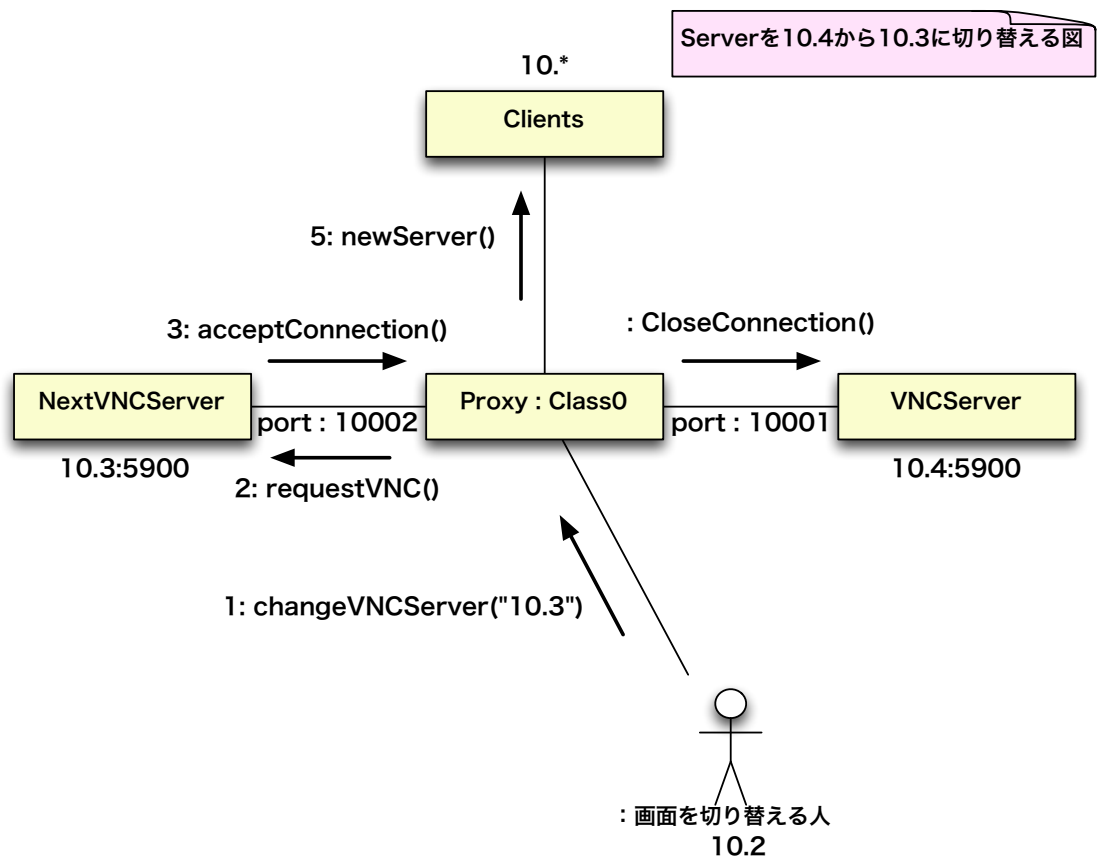 Serverを10.4から10.3に切り替える図
10.*
Clients
5: newServer()
3: acceptConnection()
: CloseConnection()
NextVNCServer
Proxy : Class0
VNCServer
port : 10002
port : 10001
10.3:5900
10.4:5900
2: requestVNC()
1: changeVNCServer("10.3")
: 画面を切り替える人
10.2